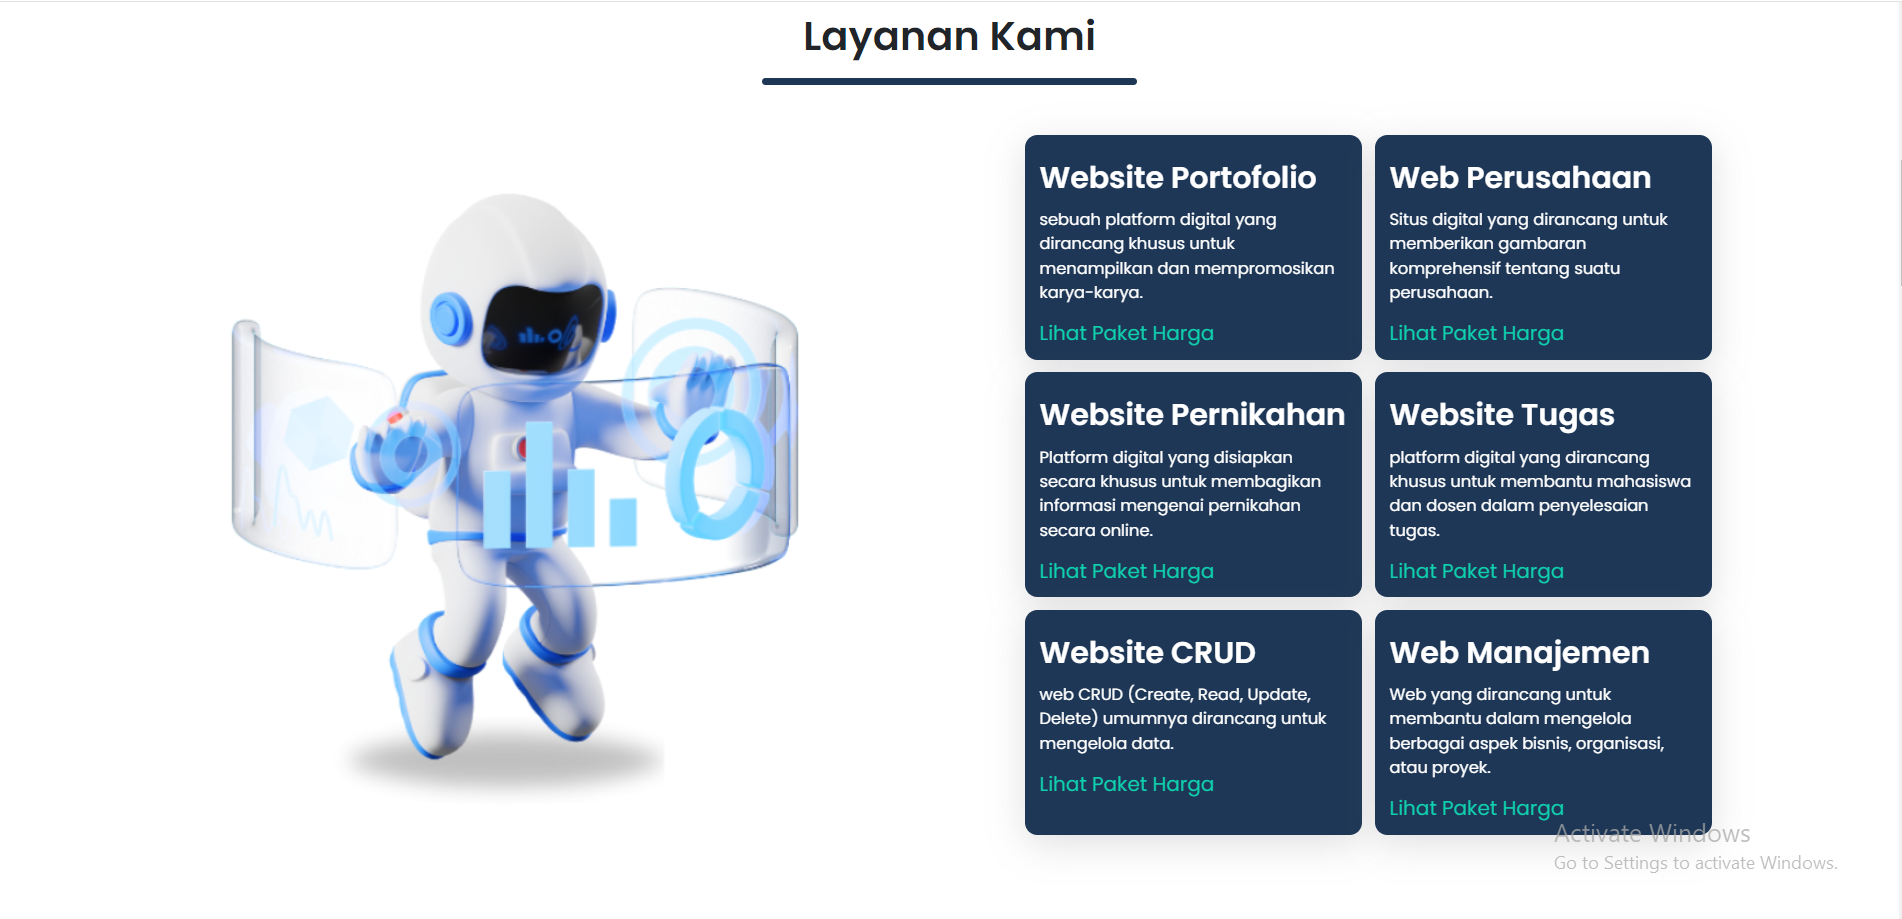 Layanan Kami
Website Portofolio
sebuah platform digital yang
dirancang khusus untuk
menampilkan dan mempromosikan
karya-karya.
Lihat Paket Harga
Web Perusahaan
Situs digital yang dirancang untuk
memberikan gambaran
komprehensif tentang suatu
perusahaan.
Lihat Paket Harga
Website Pernikahan
Platform digital yang disiapkan
secara khusus untuk membagikan
informasi mengenai pernikahan
secara online.
Lihat Paket Harga
Website Tugas
platform digital yang dirancang
khusus untuk membantu mahasiswa
dan dosen dalam penyelesaian
tugas.
Lihat Paket Harga
Website CRUD
web CRUD (Create, Read, Update,
Delete) umumnya dirancang untuk
mengelola data.
Lihat Paket Harga
Web Manajemen
Web yang dirancang untuk
membantu dalam mengelola
berbagai aspek bisnis, organisasi,
atau proyek.
Lihat Paket Harga
Activate Windows
Go to Settings to activate Windows.